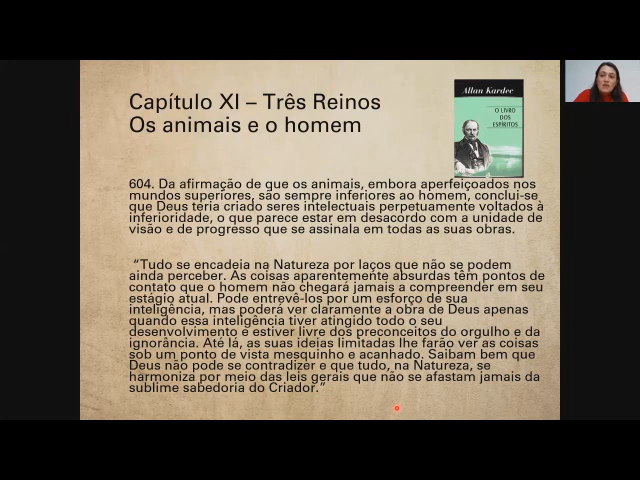 Capítulo XI – Três Reinos
Os animais e o homem
Allan Kardec
O LIVRO
DOS
ESPÍRITOS
604. Da afirmação de que os animais, embora aperfeiçoados nos
mundos superiores, são sempre inferiores ao homem, conclui-se
que Deus teria criado seres intelectuais perpetuamente voltados à
inferioridade, o que parece estar em desacordo com a unidade de
visão e de progresso que se assinala em todas as suas obras.
“Tudo se encadeia na Natureza por laços que não se podem
ainda perceber. As coisas aparentemente absurdas têm pontos de
contato que o homem não chegará jamais a compreender em seu
estágio atual. Pode entrevê-los por um esforço de sua
inteligência, mas poderá ver claramente a obra de Deus apenas
quando essa inteligência tiver atingido todo o seu
desenvolvimento e estiver livre dos preconceitos do orgulho e da
ignorância. Até lá, as suas ideias limitadas lhe farão ver as coisas
sob um ponto de vista mesquinho e acanhado. Saibam bem que
Deus não pode se contradizer e que tudo, na Natureza, se
harmoniza por meio das leis gerais que não se afastam jamais da
sublime sabedoria do Criador.”